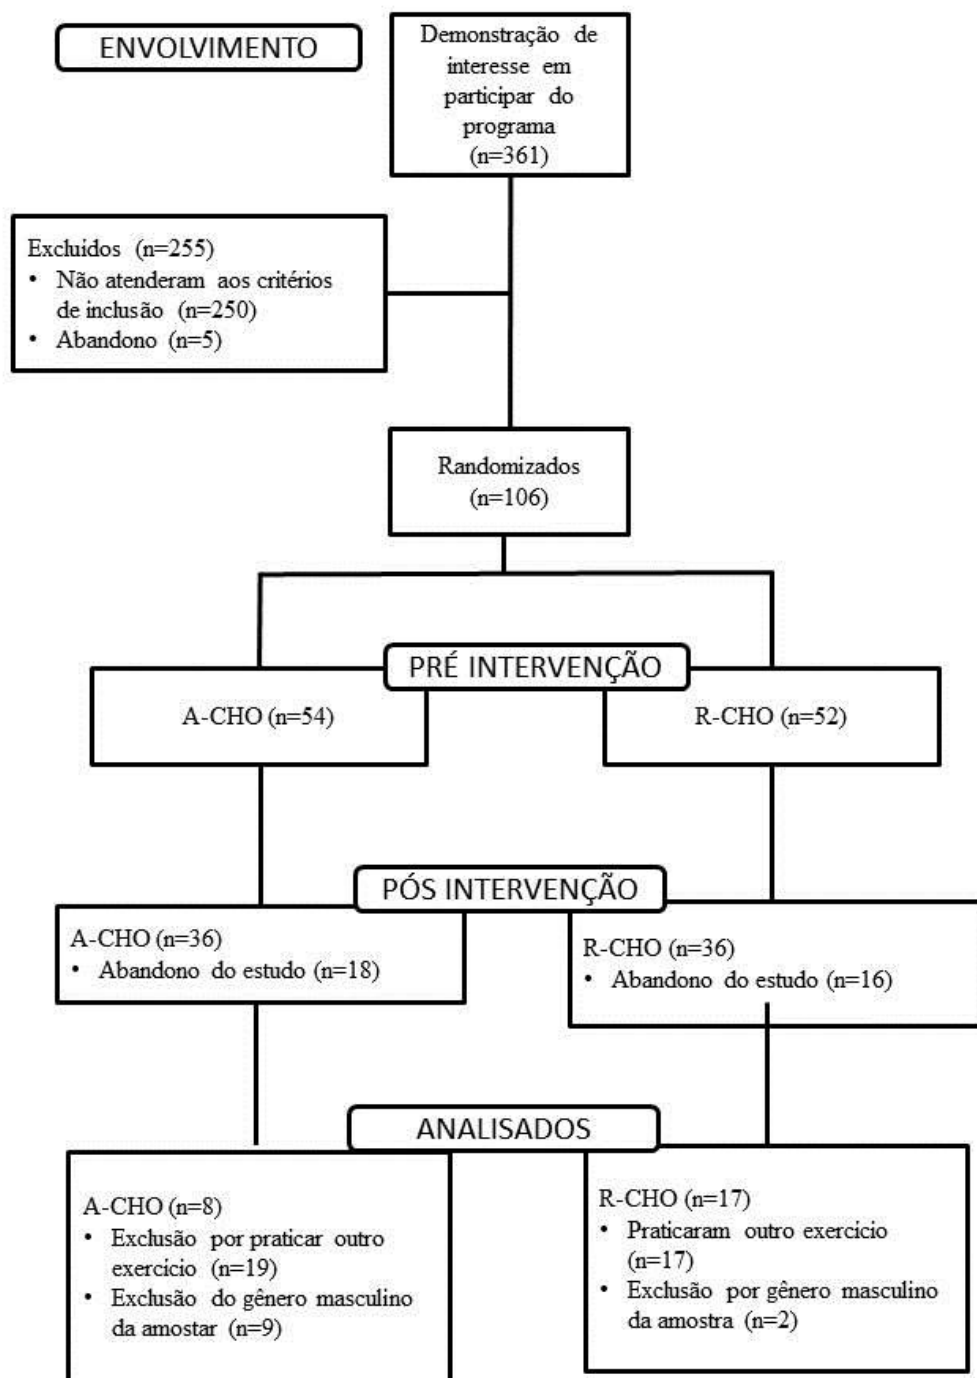 ENVOLVIMENTO
Demonstração de
interesse em
participar do
programa
(n=361)
Excluidos (n=255)
• Não atenderam aos critérios
de inclusão (n=250)
• Abandono (n=5)
Randomizados
(n=106)
PRÉ INTERVENÇÃO
A-CHO (n=54)
R-CHO (n=52)
PÓS INTERVENÇÃO
A-CHO (n=36)
• Abandono do estudo (n=18)
R-CHO (n=36)
• Abandono do estudo (n=16)
ANALISADOS
A-CHO (n=8)
• Exclusão por praticar outro
exercicio (n=19)
• Exclusão do gênero masculino
da amostar (n=9)
R-CHO (n=17)
• Praticaram outro exercicio
(n=17)
• Exclusão por gênero masculino
da amostra (n=2)